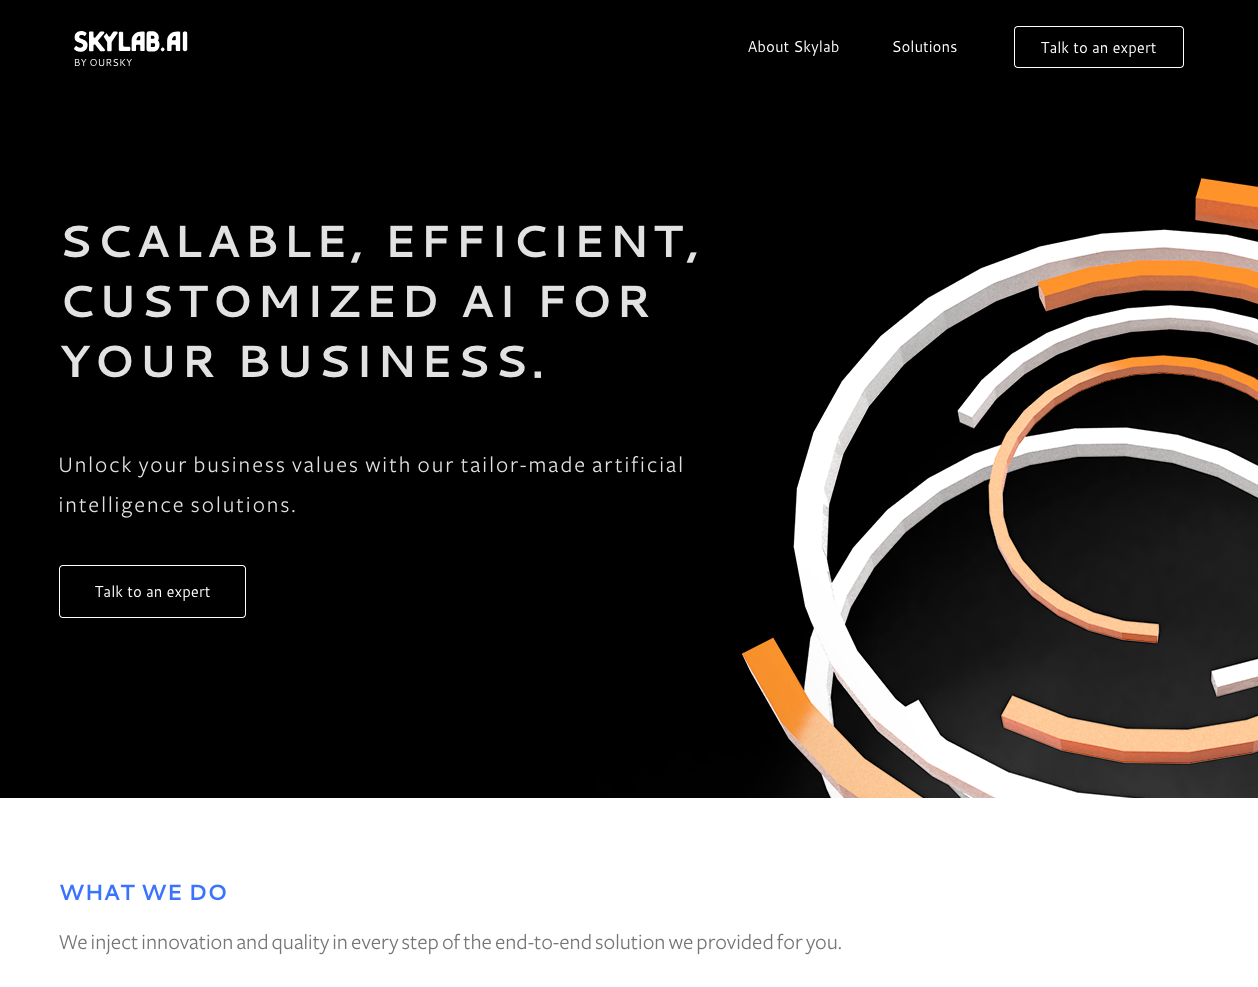 SKYLAB.AI
BY OURSKY
About Skylab
Solutions
Talk to an expert
SCALABLE, EFFICIENT,
CUSTOMIZED AI FOR
YOUR BUSINESS.
Unlock your business values with our tailor-made artificial
intelligence solutions.
Talk to an expert
WHAT WE DO
We inject innovation and quality in every step of the end-to-end solution we provided for you.